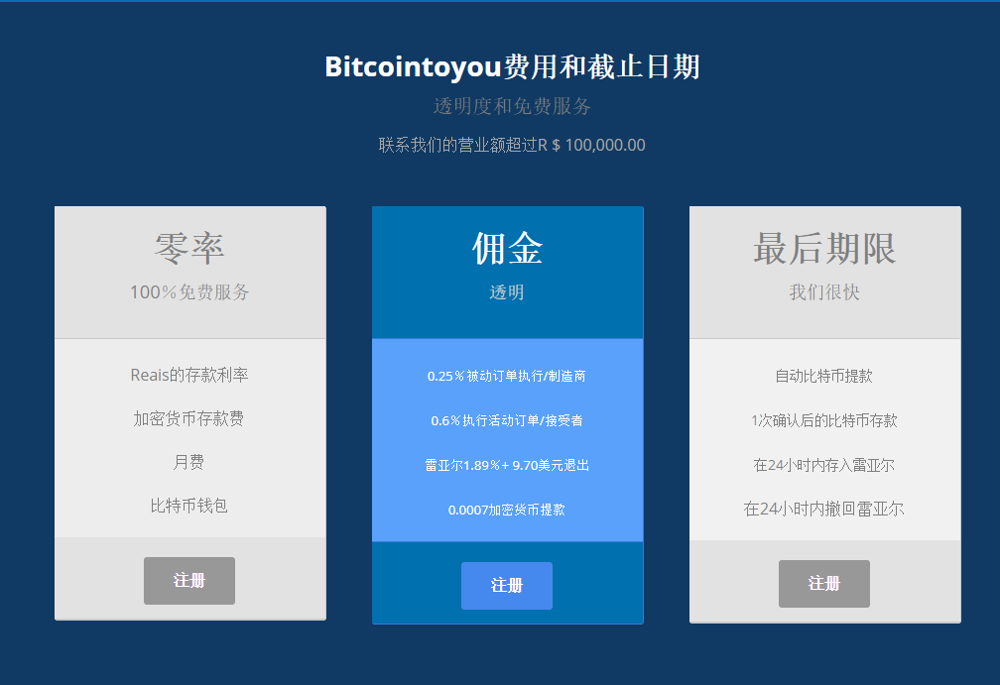 Bitcointoyou费用和截止日期
透明度和免费服务
联系我们的营业额超过R $ 100,000.00
零率
100％免费服务
Reais的存款利率
加密货币存款费
月费
比特币钱包
注册
佣金
透明
0.25％被动订单执行/制造商
0.6％执行活动订单/接受者
雷亚尔1.89％+ 9.70美元退出
0.0007加密货币提款
注册
最后期限
我们很快
自动比特币提款
1次确认后的比特币存款
在24小时内存入雷亚尔
在24小时内撤回雷亚尔
注册